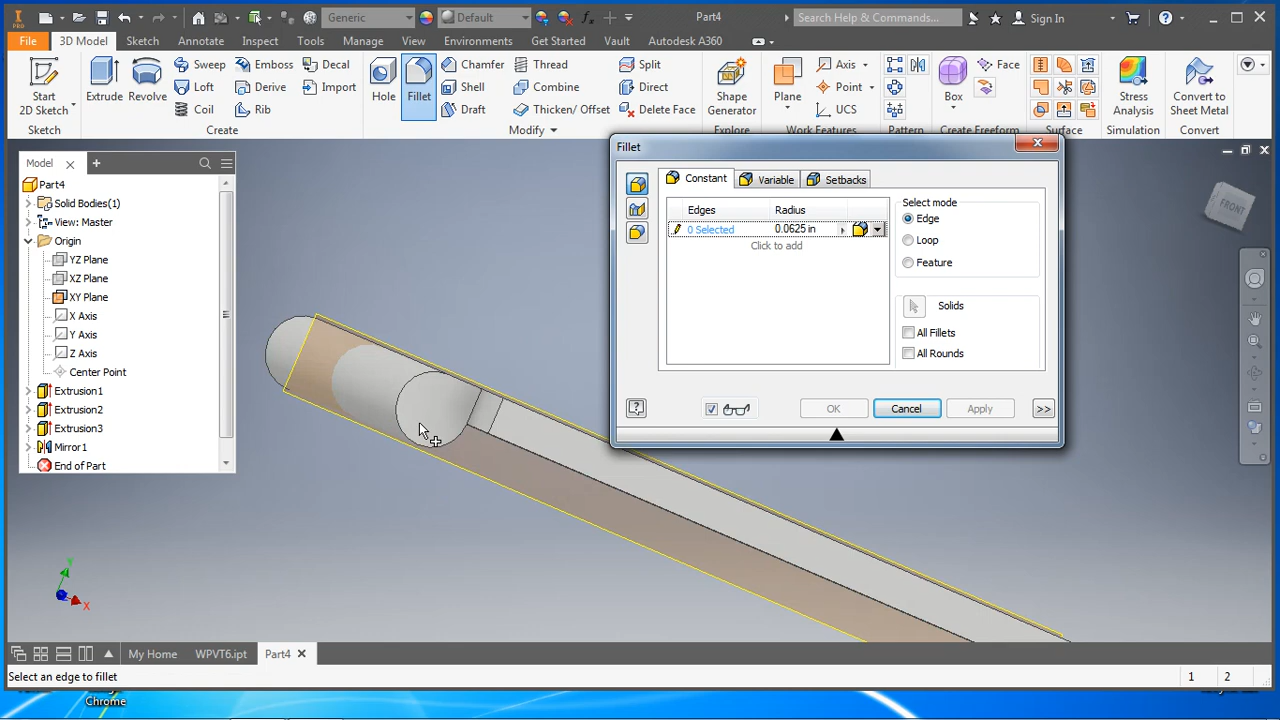 PRO
Generic
Default
Part4
Search Help & Commands...
Sign In
File
3D Model
Sketch
Annotate
Inspect
Tools
Manage
View
Environments
Get Started
Vault
Autodesk A360
Start
2D Sketch
Extrude
Revolve
Sweep
Loft
Coil
Emboss
Derive
Rib
Decal
Import
Hole
Fillet
Chamfer
Shell
Draft
Thread
Combine
Thicken/ Offset
Split
Direct
Delete Face
Shape
Generator
Plane
Axis
Point
UCS
Box
Face
Stress
Analysis
Convert to
Sheet Metal
Sketch
Create
Modify
Explore
Work Features
Pattern
Create Freeform
Surface
Simulation
Convert
Model
Part4
Solid Bodies(1)
View: Master
Origin
YZ Plane
XZ Plane
XY Plane
X Axis
Y Axis
Z Axis
Center Point
Extrusion1
Extrusion2
Extrusion3
Mirror1
End of Part
Fillet
Constant
Variable
Setbacks
Edges
Radius
0 Selected
0.0625 in
Click to add
Select mode
Edge
Loop
Feature
Solids
All Fillets
All Rounds
OK
Cancel
Apply
>>
FRONT
Y
X
My Home
WPVT6.ipt
Part4
Select an edge to fillet
1
2
Chrome